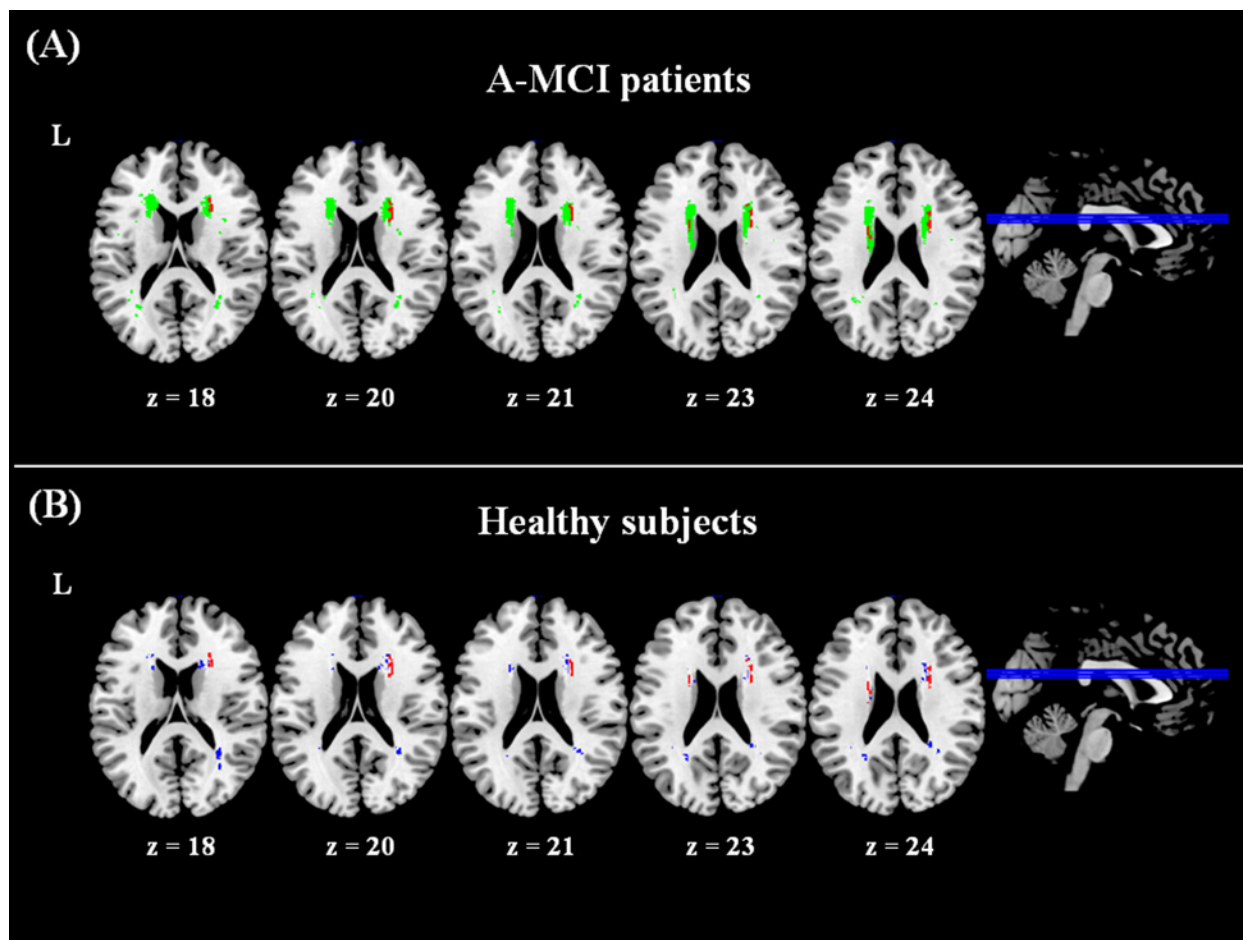 (A)
A-MCI patients
L
z = 18 z = 20 z = 21 z = 23 z = 24
(B)
Healthy subjects
L
z = 18 z = 20 z = 21 z = 23 z = 24